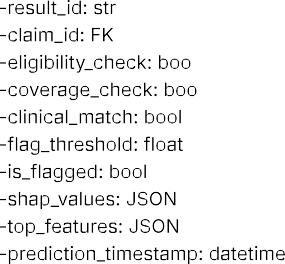 -result_id: str
-claim_id: FK
-eligibility_check: boo
-coverage_check: boo
-clinical_match: bool
-flag_threshold: float
-is_flagged: bool
-shap_values: JSON
-top_features: JSON
-prediction_timestamp: datetime